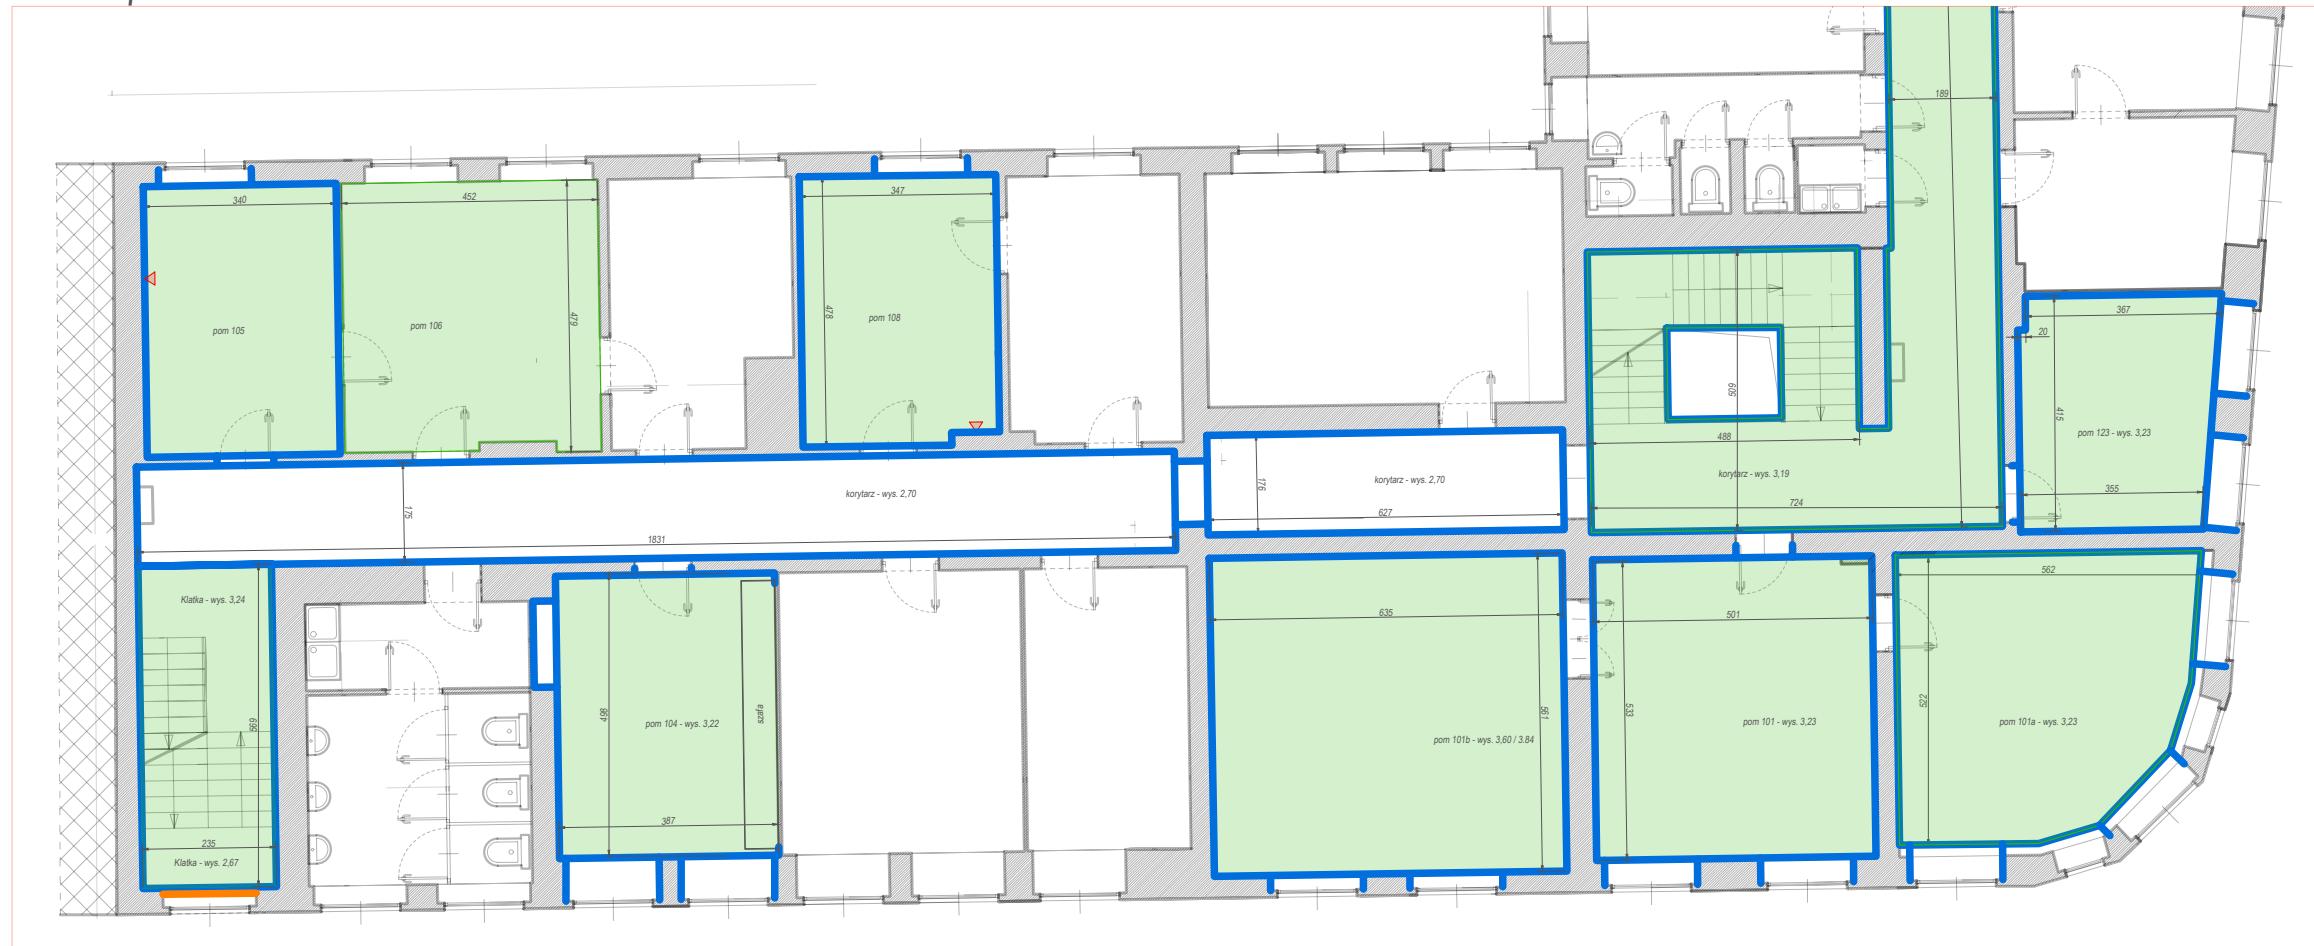 189
340
452
347
479
478
pom 105
pom 106
pom 108
367
20
605
415
pom 123 - wys. 3,23
488
korytarz - wys. 3,19
korytarz - wys. 2,70
korytarz - wys. 2,70
176
175
355
724
627
1831
562
Klatka - wys. 3,24
498
635
501
szafa
569
pom 104 - wys. 3,22
561
533
522
pom 101b - wys. 3,60 / 3.84
pom 101 - wys. 3,23
pom 101a - wys. 3,23
387
235
Klatka - wys. 2,67